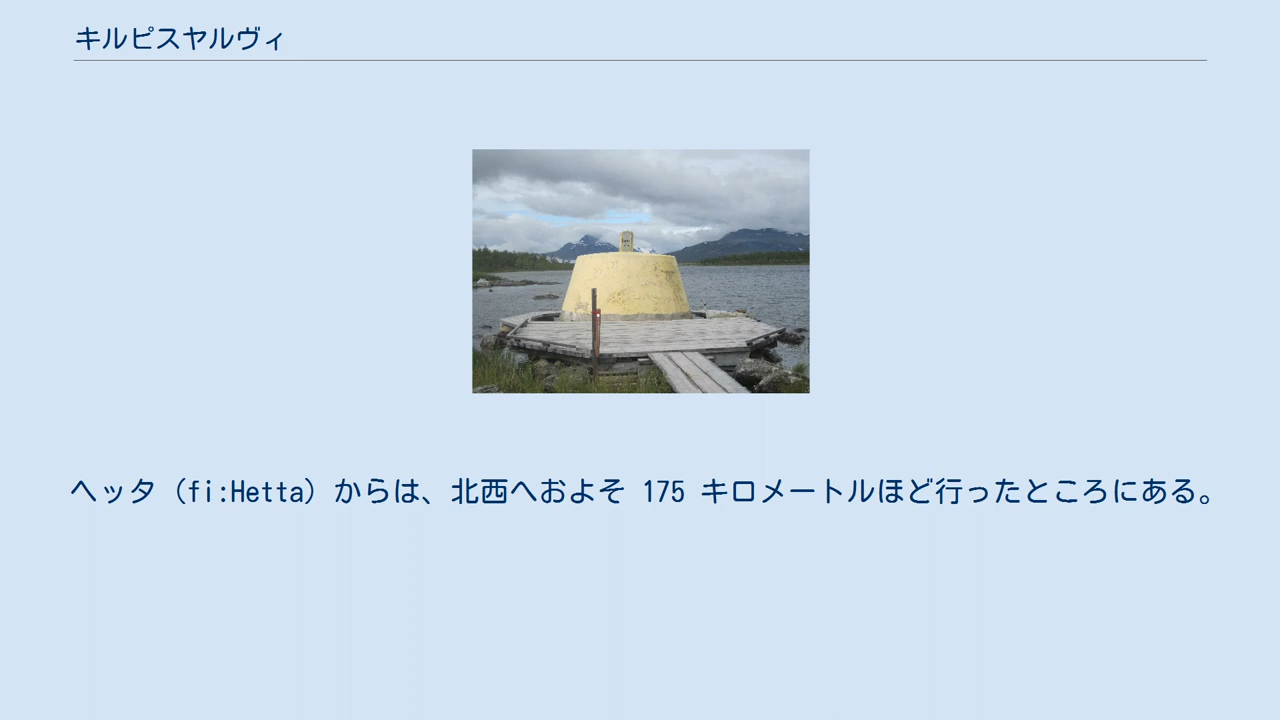 キルピスヤルヴィ
ヘッタ（fi:Hetta）からは、北西へおよそ 175 キロメートルほど行ったところにある。